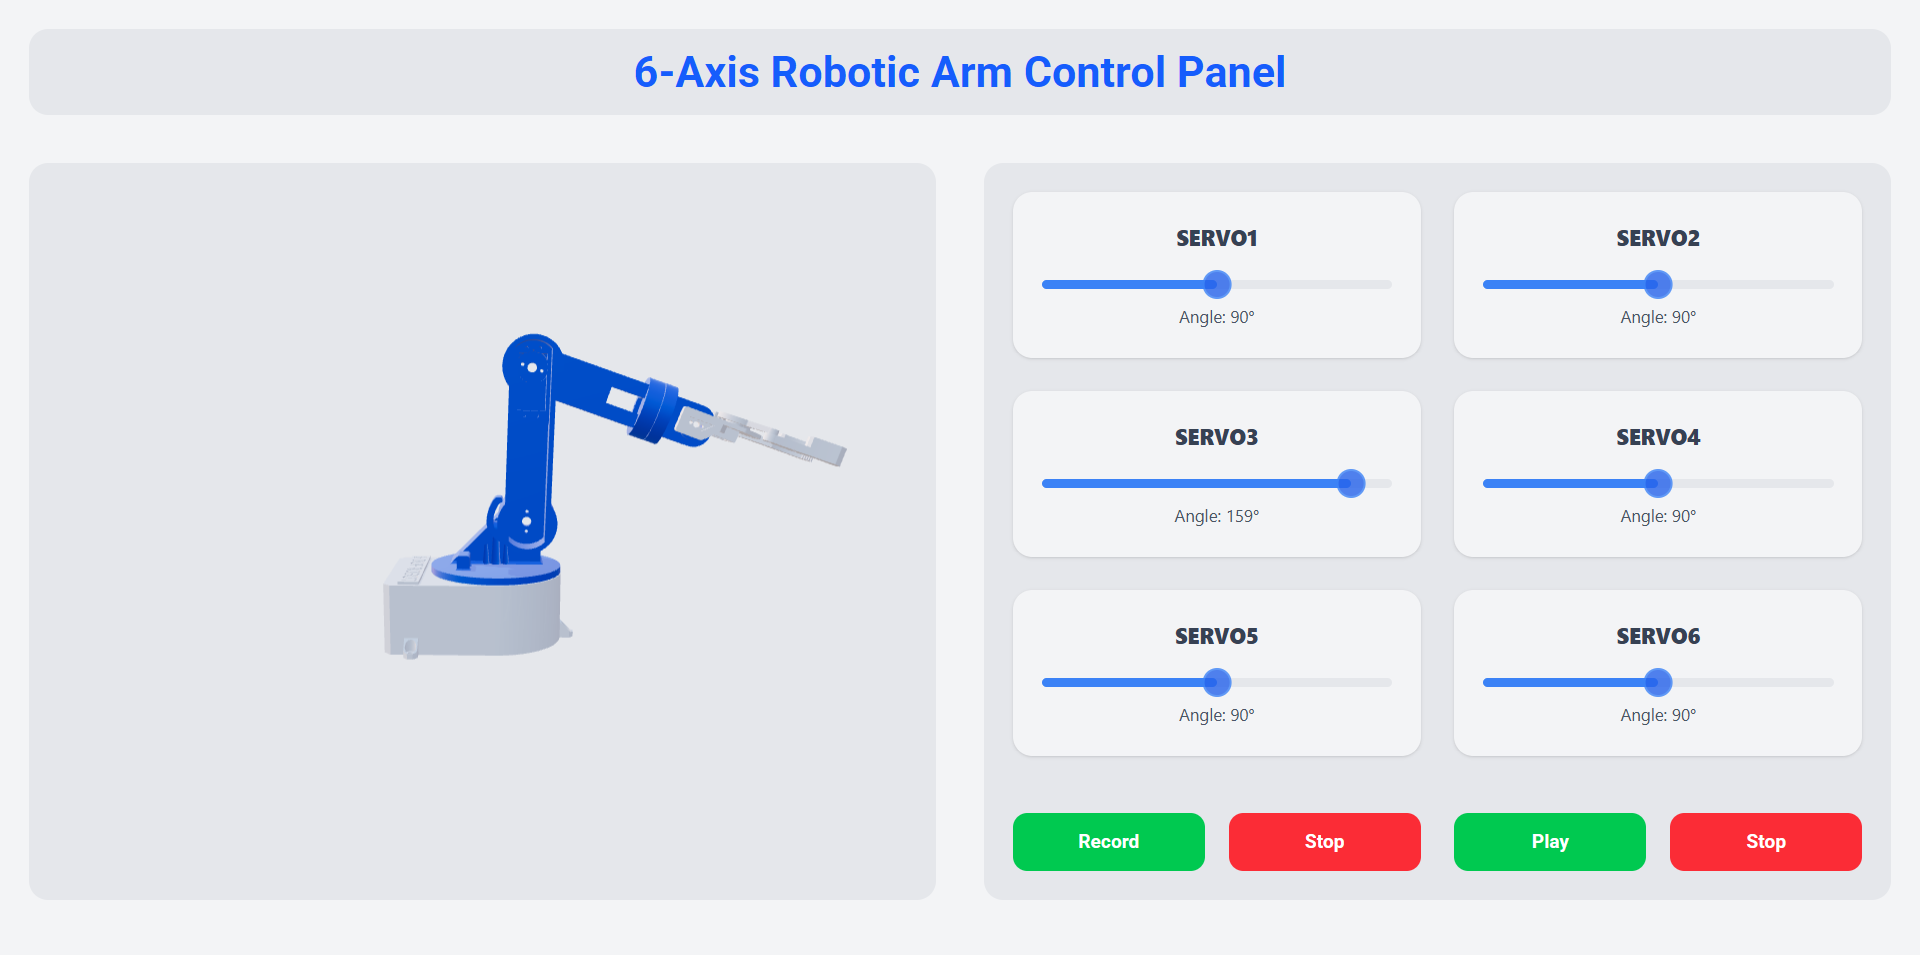 6-Axis Robotic Arm Control Panel
SERVO1
Angle: 90°
SERVO2
Angle: 90°
SERVO3
Angle: 159°
SERVO4
Angle: 90°
SERVO5
Angle: 90°
SERVO6
Angle: 90°
Record
Stop
Play
Stop